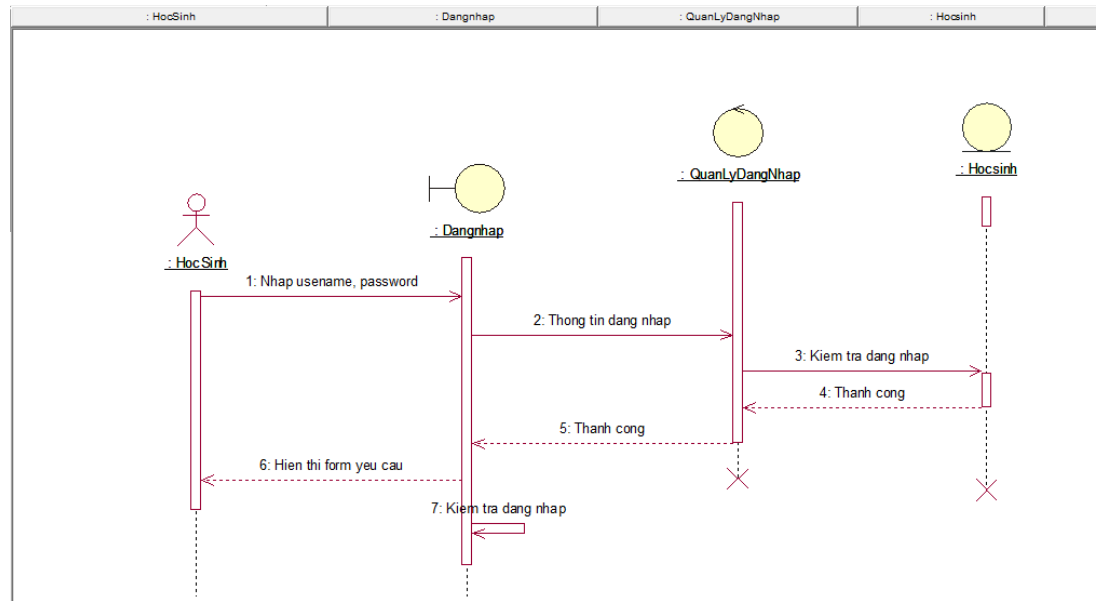 : HocSinh
: Dangnhap
: QuanLyDangNhap
: Hocsinh
: HocSinh
: Dangnhap
: QuanLyDangNhap
: Hocsinh
1: Nhap usename, password
2: Thong tin dang nhap
3: Kiem tra dang nhap
4: Thanh cong
5: Thanh cong
6: Hien thi form yeu cau
7: Kiem tra dang nhap